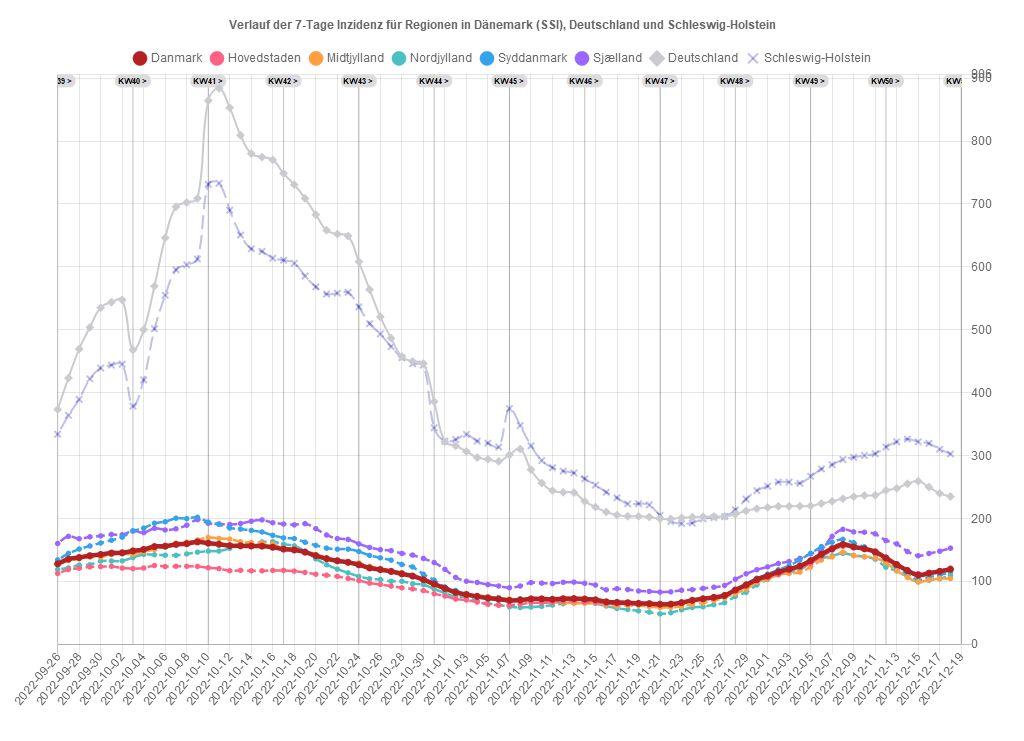 Verlauf der 7-Tage Inzidenz für Regionen in Dänemark (SSI), Deutschland und Schleswig-Holstein
Danmark Hovedstaden Midtjylland Nordjylland Syddanmark Sjælland Deutschland Schleswig-Holstein
39 > KW40 > KW41 > KW42 > KW43 > KW44 > KW45 > KW46 > KW47 > KW48 > KW49 > KW50 >
906
900
800
700
600
500
400
300
200
100
0
2022-09-26 2022-09-28 2022-09-30 2022-10-02 2022-10-04 2022-10-06 2022-10-08 2022-10-10 2022-10-12 2022-10-14 2022-10-16 2022-10-18 2022-10-20 2022-10-22 2022-10-24 2022-10-26 2022-10-28 2022-10-30 2022-11-01 2022-11-03 2022-11-05 2022-11-07 2022-11-09 2022-11-11 2022-11-13 2022-11-15 2022-11-17 2022-11-19 2022-11-21 2022-11-23 2022-11-25 2022-11-27 2022-11-29 2022-12-01 2022-12-03 2022-12-05 2022-12-07 2022-12-09 2022-12-11 2022-12-13 2022-12-15 2022-12-17 2022-12-19